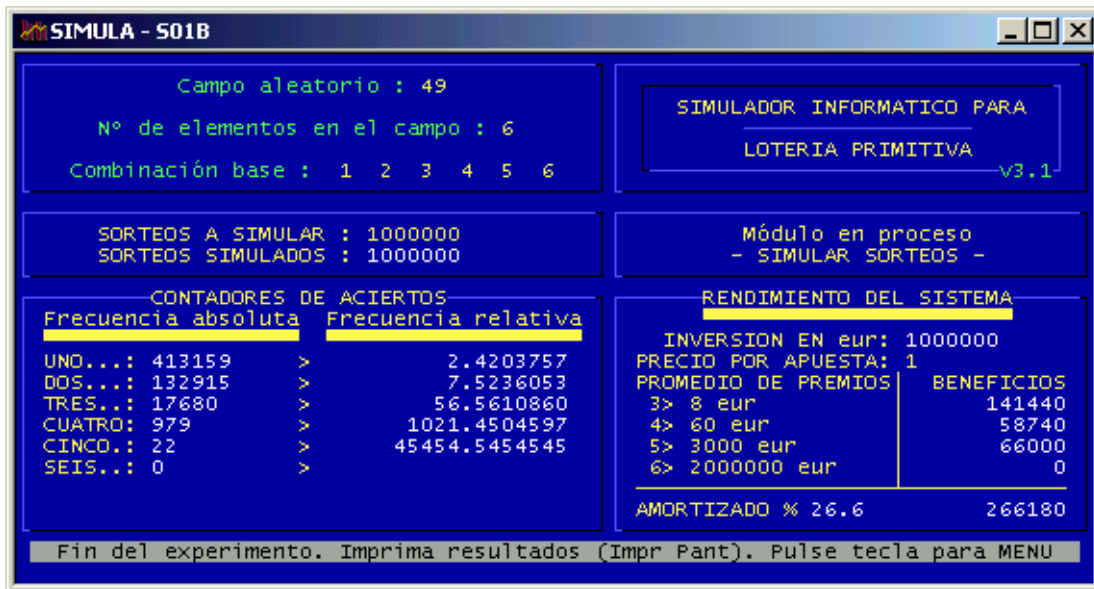 SIMULA - S01B
Campo aleatorio : 49
Nº de elementos en el campo : 6
Combinación base : 1 2 3 4 5 6
SIMULADOR INFORMATICO PARA
LOTERIA PRIMITIVA
v3.1
SORTEOS A SIMULAR : 1000000
SORTEOS SIMULADOS : 1000000
Módulo en proceso
- SIMULAR SORTEOS -
CONTADORES DE ACIERTOS
Frecuencia absoluta Frecuencia relativa
UNO...: 413159 > 2.4203757
DOS...: 132915 > 7.5236053
TRES..: 17680 > 56.5610860
CUATRO: 979 > 1021.4504597
CINCO.: 22 > 45454.5454545
SEIS..: 0 >
RENDIMIENTO DEL SISTEMA
INVERSION EN eur: 1000000
PRECIO POR APUESTA: 1
PROMEDIO DE PREMIOS BENEFICIOS
3> 8 eur 141440
4> 60 eur 58740
5> 3000 eur 66000
6> 2000000 eur 0
AMORTIZADO % 26.6 266180
Fin del experimento. Imprima resultados (Impr Pant). Pulse tecla para MENU